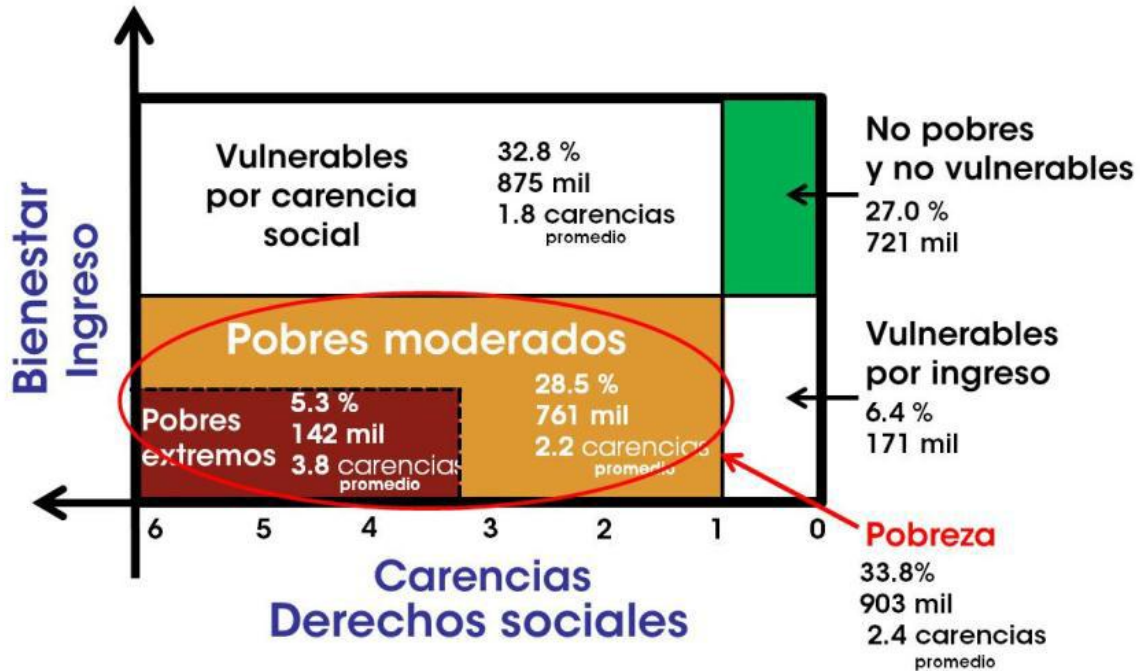 Bienestar
Ingreso
Vulnerables
por carencia
social
32.8 %
875 mil
1.8 carencias
promedio
No pobres
y no vulnerables
27.0 %
721 mil
Pobres moderados
28.5 %
761 mil
2.2 carencias
promedio
Pobres
extremos
5.3 %
142 mil
3.8 carencias
promedio
Vulnerables
por ingreso
6.4 %
171 mil
6 5 4 3 2 1 0
Carencias
Derechos sociales
Pobreza
33.8%
903 mil
2.4 carencias
promedio